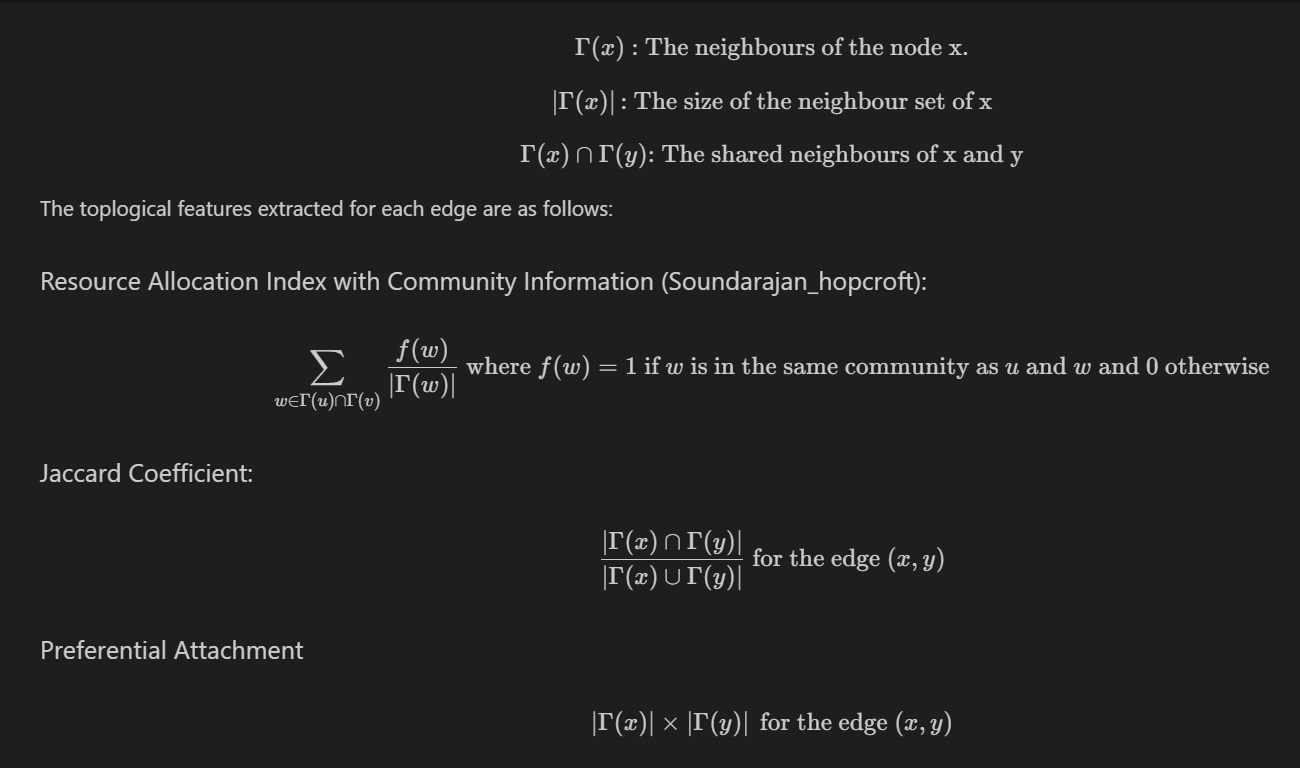 Γ(x) : The neighbours of the node x.
|Γ(x)| : The size of the neighbour set of x
Γ(x) ∩ Γ(y): The shared neighbours of x and y
The toplogical features extracted for each edge are as follows:
Resource Allocation Index with Community Information (Soundarajan_hopcroft):
∑_{w∈Γ(u)∩Γ(v)} f(w)/|Γ(w)| where f(w) = 1 if w is in the same community as u and w and 0 otherwise
Jaccard Coefficient:
|Γ(x) ∩ Γ(y)|/|Γ(x) ∪ Γ(y)| for the edge (x, y)
Preferential Attachment
|Γ(x)| × |Γ(y)| for the edge (x, y)